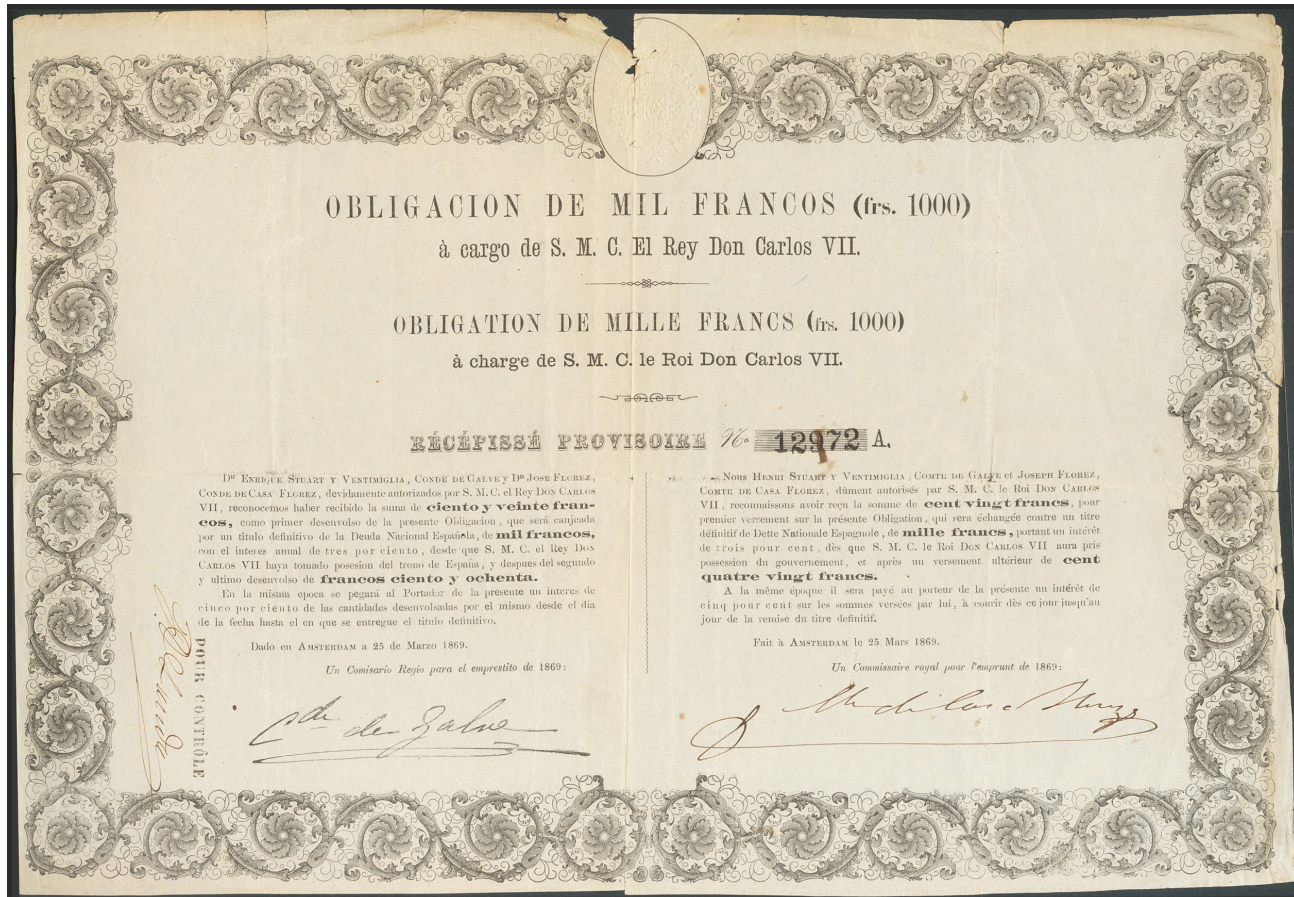 OBLIGACION DE MIL FRANCOS (frs. 1000)
à cargo de S. M. C. El Rey Don Carlos VII.
OBLIGATION DE MILLE FRANCS (frs. 1000)
à charge de S. M. C. le Roi Don Carlos VII.
RÉCÉPISSÉ PROVISOIRE No 12972 A.
Dn ENRIQUE STUART Y VENTIMIGLIA, CONDE DE GALVE Y Dn JOSE FLOREZ,
CONDE DE CASA FLOREZ, devidamente autorizados por S. M. C. el Rey DON CARLOS
VII, reconocemos haber recibido la suma de ciento y veinte fran-
cos, como primer desenvolso de la presente Obligacion, que será canjeada
por un titulo definitivo de la Deuda Nacional Española, de mil francos,
con el interes anual de tres por ciento, desde que S. M. C. el Rey DON
CARLOS VII haya tomado posesion del trono de España, y despues del segundo
y ultimo desenvolso de francos ciento y ochenta.
En la misma epoca se pegará al Portador de la presente un interes de
cinco por ciento de las cantidades desenvolsadas por el mismo desde el dia
de la fecha hasta el en que se entregue el titulo definitivo.
Dado en AMSTERDAM a 25 de Marzo 1869.
Un Comisario Regio para el emprestito de 1869:
Cde de Galve
POUR CONTRÔLE
NOUS HENRI STUART Y VENTIMIGLIA, COMTE DE GALVE et JOSEPH FLOREZ,
COMTE DE CASA FLOREZ, dûment autorisés par S. M. C. le Roi DON CARLOS
VII, reconnaissons avoir reçu la somme de cent vingt francs, pour
premier versement sur la présente Obligation, qui sera échangée contre un titre
définitif de Dette Nationale Espagnole, de mille francs, portant un intérêt
de trois pour cent, dès que S. M. C. le Roi DON CARLOS VII aura pris
possession du gouvernement, et après un versement ultérieur de cent
quatre vingt francs.
A la même époque il sera payé au porteur de la présente un intérêt de
cinq pour cent sur les sommes versées par lui, à courir dès ce jour jusqu'au
jour de la remise du titre definitif.
Fait à AMSTERDAM le 25 Mars 1869.
Un Commissaire royal pour l'emprunt de 1869: